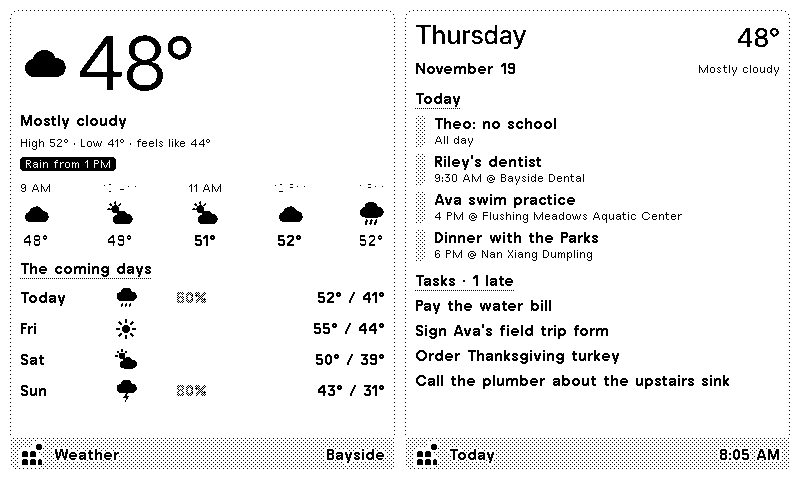 48°
Mostly cloudy
High 52° · Low 41° · feels like 44°
Rain from 1 PM
9 AM 11 AM
48° 49° 51° 52° 52°
The coming days
Today 52° / 41°
Fri 55° / 44°
Sat 50° / 39°
Sun 43° / 31°
Weather Bayside
Thursday 48°
November 19 Mostly cloudy
Today
Theo: no school
All day
Riley's dentist
9:30 AM @ Bayside Dental
Ava swim practice
4 PM @ Flushing Meadows Aquatic Center
Dinner with the Parks
6 PM @ Nan Xiang Dumpling
Tasks · 1 late
Pay the water bill
Sign Ava's field trip form
Order Thanksgiving turkey
Call the plumber about the upstairs sink
Today 8:05 AM